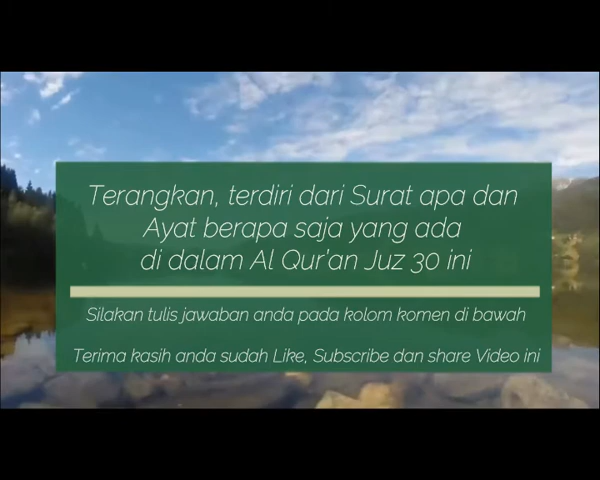 Terangkan, terdiri dari Surat apa dan
Ayat berapa saja yang ada
di dalam Al Qur'an Juz 30 ini
Silakan tulis jawaban anda pada kolom komen di bawah
Terima kasih anda sudah Like, Subscribe dan share Video ini